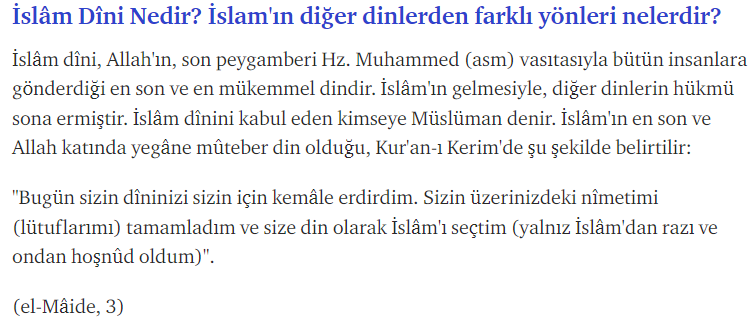 İslâm Dîni Nedir? İslam'ın diğer dinlerden farklı yönleri nelerdir?
İslâm dîni, Allah'ın, son peygamberi Hz. Muhammed (asm) vasıtasıyla bütün insanlara
gönderdiği en son ve en mükemmel dindir. İslâm'ın gelmesiyle, diğer dinlerin hükmü
sona ermiştir. İslâm dînini kabul eden kimseye Müslüman denir. İslâm'ın en son ve
Allah katında yegâne mûteber din olduğu, Kur'an-ı Kerim'de şu şekilde belirtilir:
"Bugün sizin dîninizi sizin için kemâle erdirdim. Sizin üzerinizdeki nîmetimi
(lütuflarımı) tamamladım ve size din olarak İslâm'ı seçtim (yalnız İslâm'dan razı ve
ondan hoşnûd oldum)".
(el-Mâide, 3)